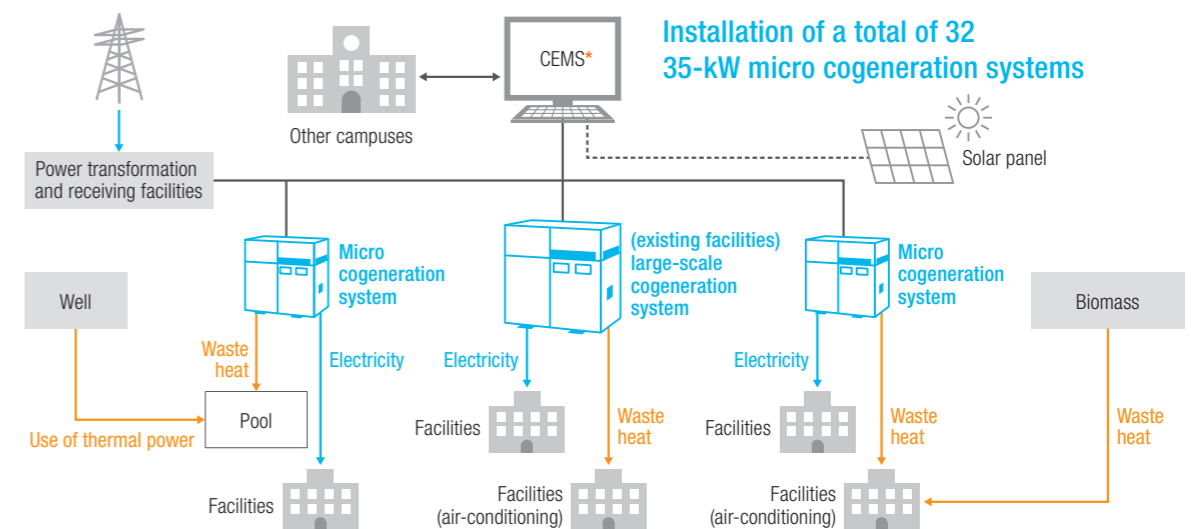 Installation of a total of 32
35-kW micro cogeneration systems
CEMS*
Other campuses
Solar panel
Power transformation
and receiving facilities
Micro
cogeneration
system
(existing facilities)
large-scale
cogeneration
system
Micro
cogeneration
system
Well
Biomass
Waste
heat
Electricity
Electricity
Electricity
Pool
Use of thermal power
Facilities
Waste
heat
Facilities
Waste
heat
Waste
heat
Facilities
Facilities
(air-conditioning)
Facilities
(air-conditioning)